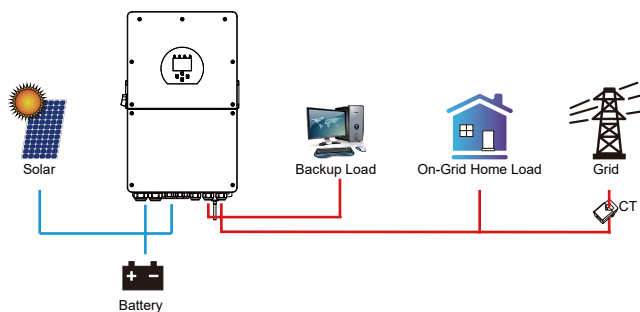 Solar
Backup Load
On-Grid Home Load
Grid
CT
Battery